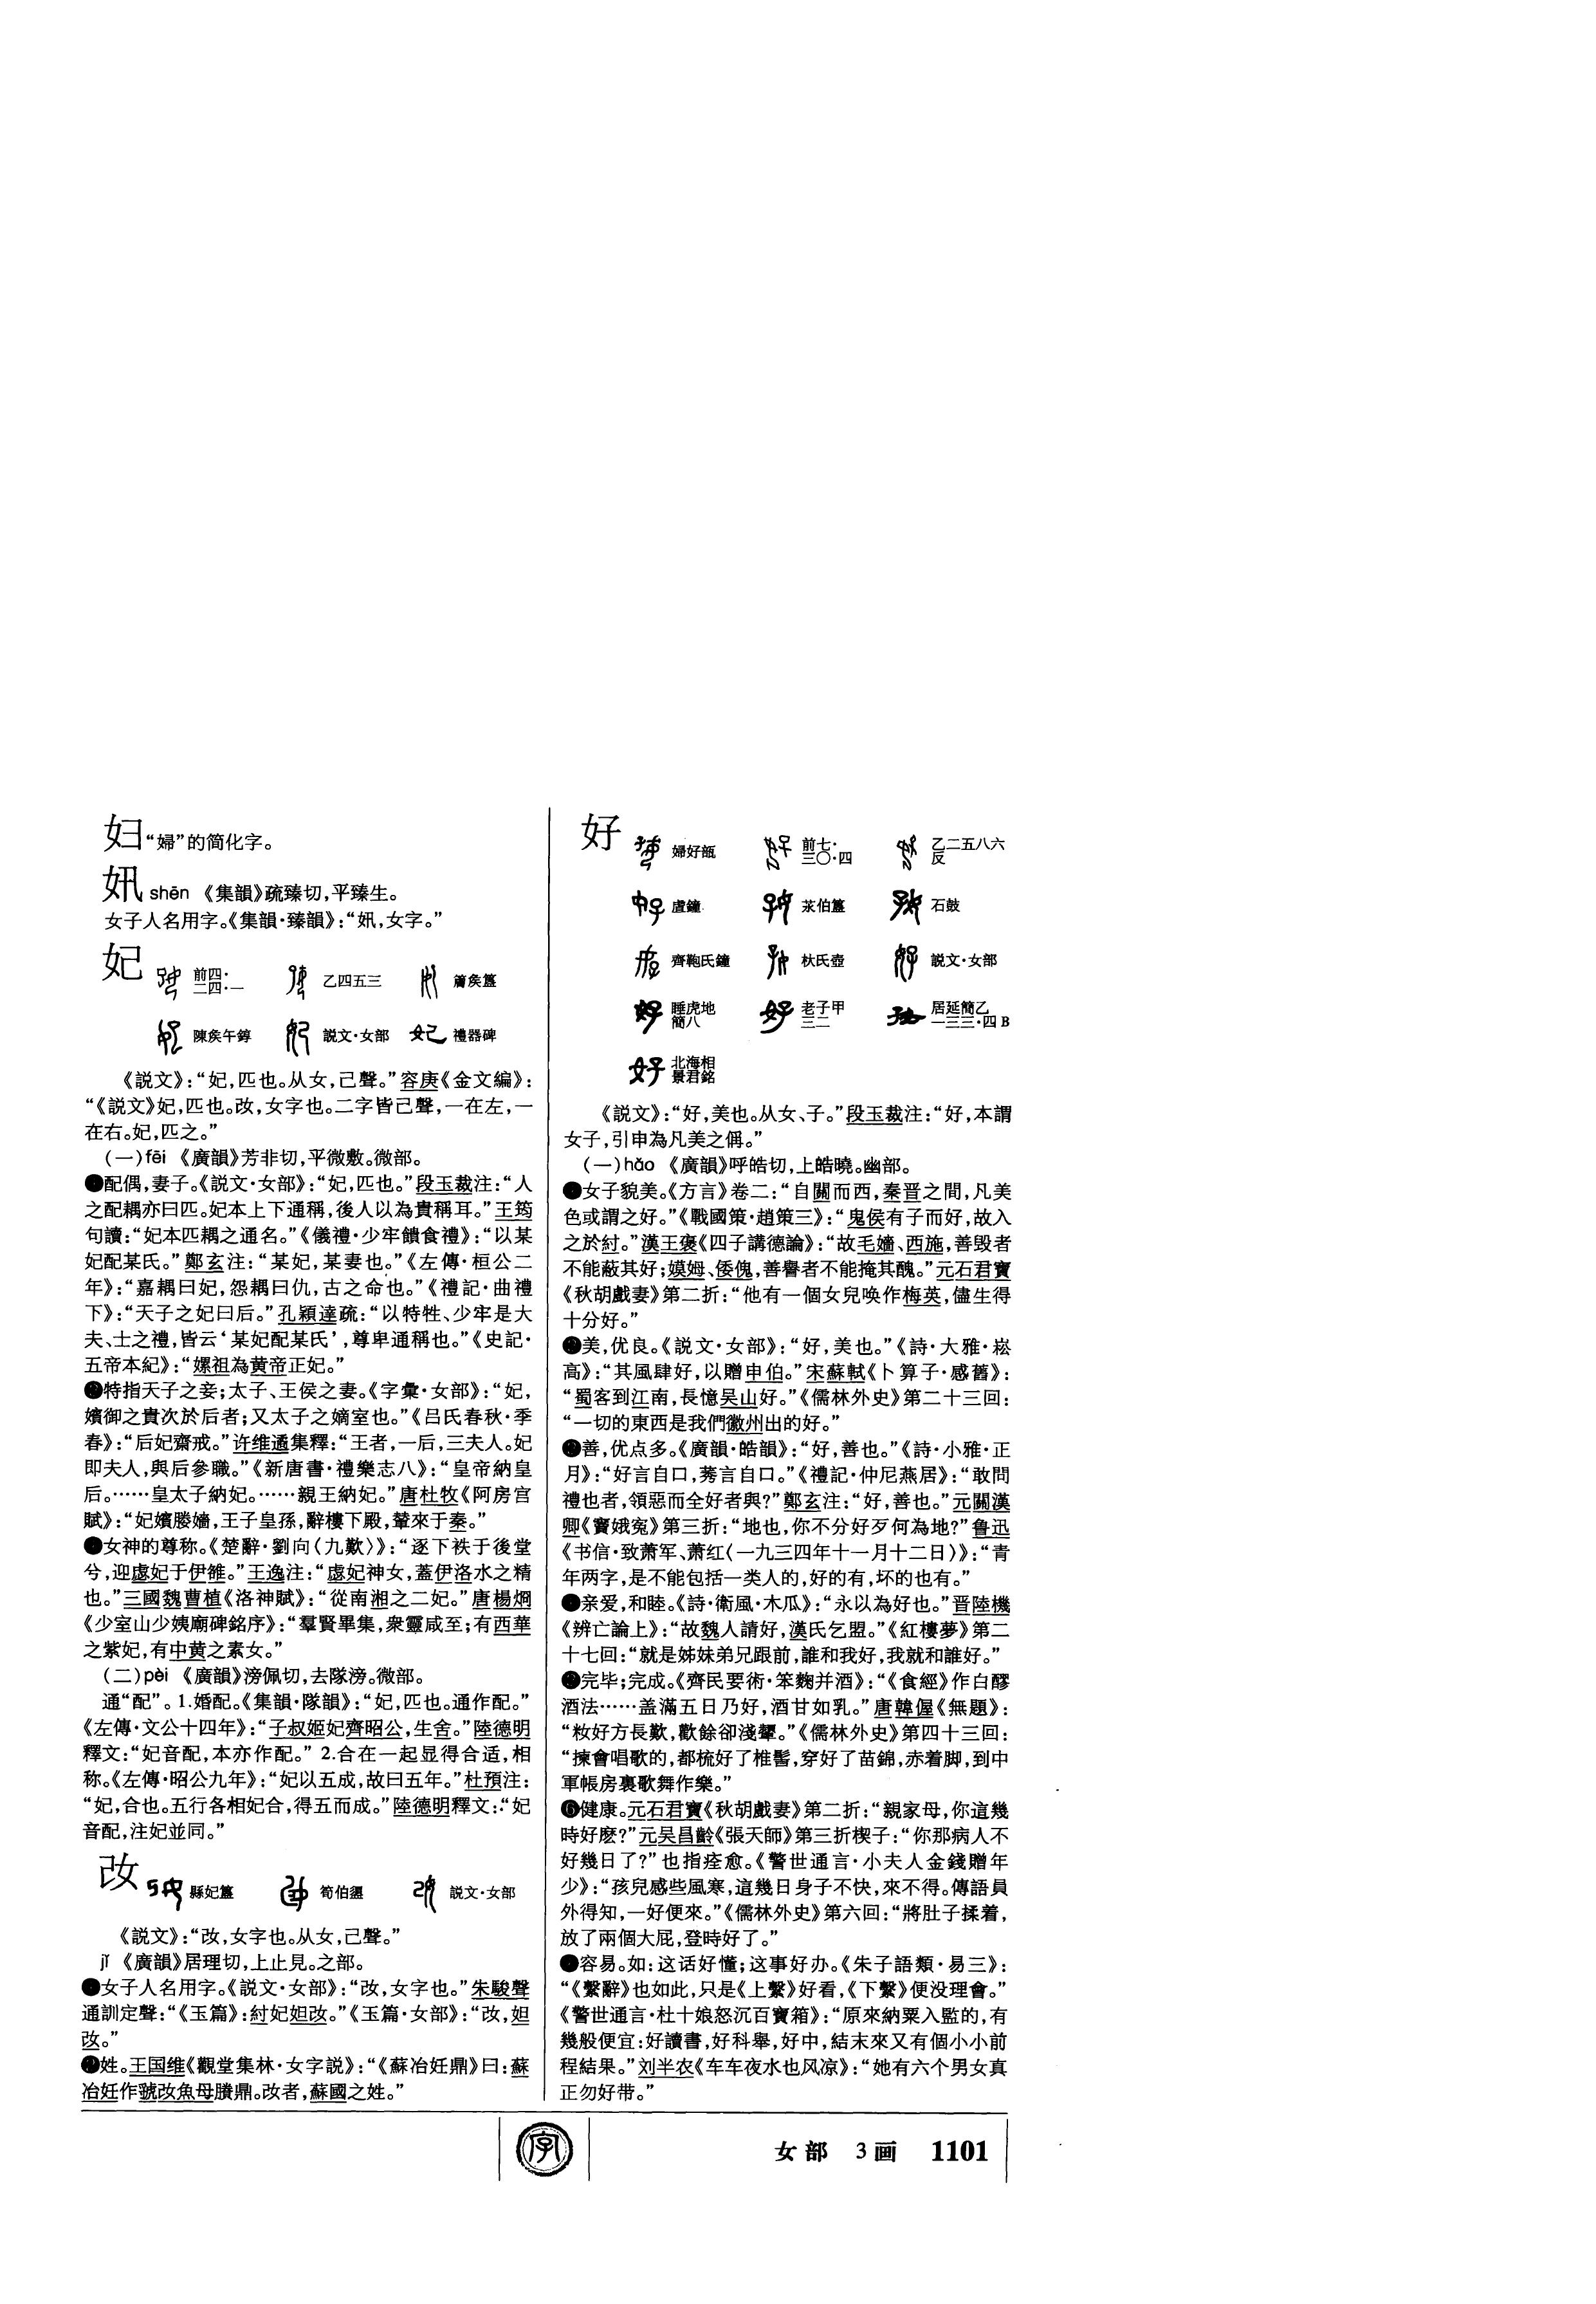 妇“婦”的简化字。
妔 shēn 《集韻》疏臻切，平臻生。
女子人名用字。《集韻·臻韻》：“妔，女字。”
妃 前四·二四·一 乙四五三 簠矦簋
陳矦午錞 説文·女部 禮器碑
《説文》：“妃，匹也。从女，己聲。”容庚《金文編》：
“《説文》妃，匹也。改，女字也。二字皆己聲，一在左，一
在右。妃，匹之。”
(一)fēi 《廣韻》芳非切，平微敷。微部。
❶配偶，妻子。《説文·女部》：“妃，匹也。”段玉裁注：“人
之配耦亦曰匹。妃本上下通稱，後人以為貴稱耳。”王筠
句讀：“妃本匹耦之通名。”《儀禮·少牢饋食禮》：“以某
妃配某氏。”鄭玄注：“某妃，某妻也。”《左傳·桓公二
年》：“嘉耦曰妃，怨耦曰仇，古之命也。”《禮記·曲禮
下》：“天子之妃曰后。”孔穎達疏：“以特牲、少牢是大
夫、士之禮，皆云‘某妃配某氏’，尊卑通稱也。”《史記·
五帝本紀》：“嫘祖為黄帝正妃。”
❷特指天子之妾；太子、王侯之妻。《字彙·女部》：“妃，
嬪御之貴次於后者；又太子之嫡室也。”《吕氏春秋·季
春》：“后妃齋戒。”许维遹集釋：“王者，一后，三夫人。妃
即夫人，與后參職。”《新唐書·禮樂志八》：“皇帝納皇
后。……皇太子納妃。……親王納妃。”唐杜牧《阿房宫
賦》：“妃嬪媵嬙，王子皇孫，辭樓下殿，輦來于秦。”
❸女神的尊称。《楚辭·劉向〈九歎〉》：“逐下袟于後堂
兮，迎虙妃于伊雒。”王逸注：“虙妃神女，蓋伊洛水之精
也。”三國魏曹植《洛神賦》：“從南湘之二妃。”唐楊烱
《少室山少姨廟碑銘序》：“羣賢畢集，衆靈咸至；有西華
之紫妃，有中黄之素女。”
(二)pèi 《廣韻》滂佩切，去隊滂。微部。
通“配”。1.婚配。《集韻·隊韻》：“妃，匹也。通作配。”
《左傳·文公十四年》：“子叔姬妃齊昭公，生舍。”陸德明
釋文：“妃音配，本亦作配。”2.合在一起显得合适，相
称。《左傳·昭公九年》：“妃以五成，故曰五年。”杜預注：
“妃，合也。五行各相妃合，得五而成。”陸德明釋文：“妃
音配，注妃並同。”
改 縣妃簋 筍伯盨 説文·女部
《説文》：“改，女字也。从女，己聲。”
jǐ 《廣韻》居理切，上止見。之部。
❶女子人名用字。《説文·女部》：“改，女字也。”朱駿聲
通訓定聲：“《玉篇》：紂妃妲改。”《玉篇·女部》：“改，妲
改。”
❷姓。王国维《觀堂集林·女字説》：“《蘇冶妊鼎》曰：蘇
冶妊作虢改魚母賸鼎。改者，蘇國之姓。”
好 婦好瓿 前七·三〇·四 乙二五八六反
虘鐘 茇伯簋 石鼓
齊鞄氏鐘 杕氏壺 説文·女部
睡虎地簡八 老子甲三二 居延簡乙一三三·四B
北海相景君銘
《説文》：“好，美也。从女、子。”段玉裁注：“好，本謂
女子，引申為凡美之偁。”
(一)hǎo 《廣韻》呼皓切，上皓曉。幽部。
❶女子貌美。《方言》卷二：“自關而西，秦晋之間，凡美
色或謂之好。”《戰國策·趙策三》：“鬼侯有子而好，故入
之於紂。”漢王褒《四子講德論》：“故毛嬙、西施，善毁者
不能蔽其好；嫫姆、倭傀，善譽者不能掩其醜。”元石君寶
《秋胡戲妻》第二折：“他有一個女兒唤作梅英，儘生得
十分好。”
❷美，优良。《説文·女部》：“好，美也。”《詩·大雅·崧
高》：“其風肆好，以贈申伯。”宋蘇軾《卜算子·感舊》：
“蜀客到江南，長憶吴山好。”《儒林外史》第二十三回：
“一切的東西是我們徽州出的好。”
❸善，优点多。《廣韻·皓韻》：“好，善也。”《詩·小雅·正
月》：“好言自口，莠言自口。”《禮記·仲尼燕居》：“敢問
禮也者，領惡而全好者與？”鄭玄注：“好，善也。”元關漢
卿《竇娥冤》第三折：“地也，你不分好歹何為地？”鲁迅
《书信·致萧军、萧红〈一九三四年十一月十二日〉》：“青
年两字，是不能包括一类人的，好的有，坏的也有。”
❹亲爱，和睦。《詩·衛風·木瓜》：“永以為好也。”晋陸機
《辨亡論上》：“故魏人請好，漢氏乞盟。”《紅樓夢》第二
十七回：“就是姊妹弟兄跟前，誰和我好，我就和誰好。”
❺完毕；完成。《齊民要術·笨麴并酒》：“《食經》作白醪
酒法……盖滿五日乃好，酒甘如乳。”唐韓偓《無題》：
“妝好方長歎，歡餘卻淺顰。”《儒林外史》第四十三回：
“揀會唱歌的，都梳好了椎髻，穿好了苗錦，赤着脚，到中
軍帳房裏歌舞作樂。”
❻健康。元石君寶《秋胡戲妻》第二折：“親家母，你這幾
時好麽？”元吴昌齡《張天師》第三折楔子：“你那病人不
好幾日了？”也指痊愈。《警世通言·小夫人金錢贈年
少》：“孩兒感些風寒，這幾日身子不快，來不得。傳語員
外得知，一好便來。”《儒林外史》第六回：“將肚子揉着，
放了兩個大屁，登時好了。”
❼容易。如：这话好懂；这事好办。《朱子語類·易三》：
“《繫辭》也如此，只是《上繫》好看，《下繫》便没理會。”
《警世通言·杜十娘怒沉百寶箱》：“原來納粟入監的，有
幾般便宜：好讀書，好科舉，好中，結末來又有個小小前
程結果。”刘半农《车车夜水也风凉》：“她有六个男女真
正勿好带。”
字
女部 3画 1101